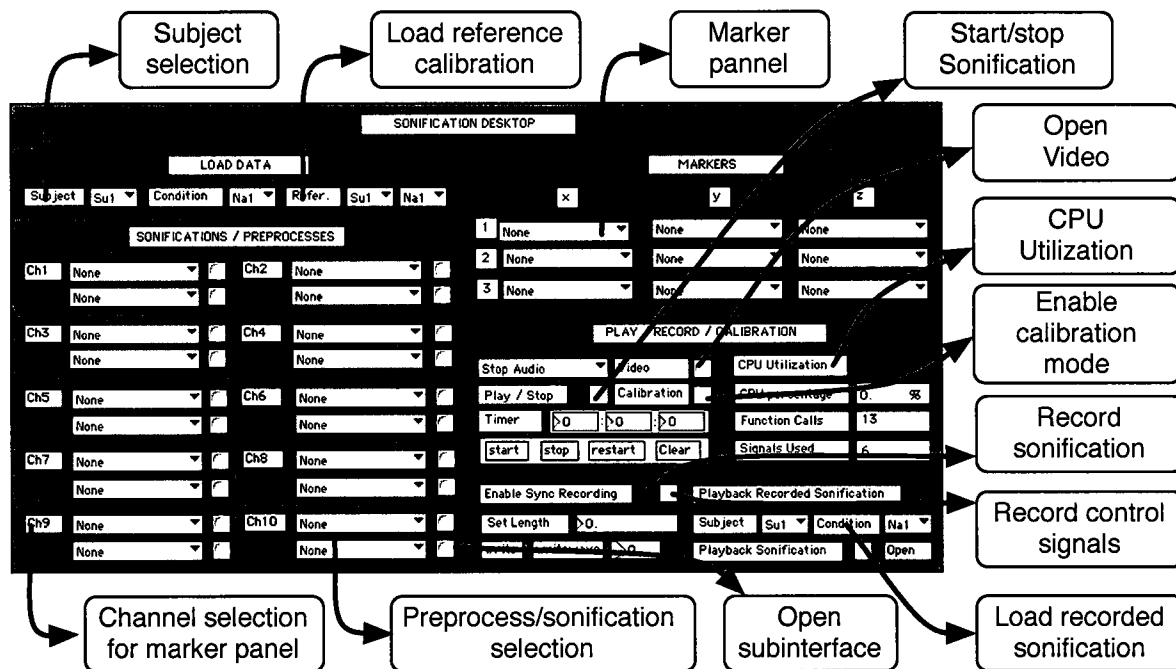 Subject
selection
Load reference
calibration
Marker
pannel
Start/stop
Sonification
Open
Video
CPU
Utilization
Enable
calibration
mode
Record
sonification
Record control
signals
Load recorded
sonification
Open
subinterface
Preprocess/sonification
selection
Channel selection
for marker panel
SONIFICATION DESKTOP
LOAD DATA
Subject Su1 Condition Na1 Refer. Su1 Na1
SONIFICATIONS / PREPROCESSES
Ch1 None Ch2 None
None None
Ch3 None Ch4 None
None None
Ch5 None Ch6 None
None None
Ch7 None Ch8 None
None None
Ch9 None Ch10 None
None None
MARKERS
x y z
1 None None None
2 None None None
3 None None None
PLAY / RECORD / CALIBRATION
Stop Audio Video CPU Utilization
Play / Stop Calibration CPU percentage 0. %
Timer >0 : >0 : >0 Function Calls 13
start stop restart Clear Signals Used 6
Enable Sync Recording Playback Recorded Sonification
Set Length >0. Subject Su1 Condition Na1
>0 Playback Sonification Open